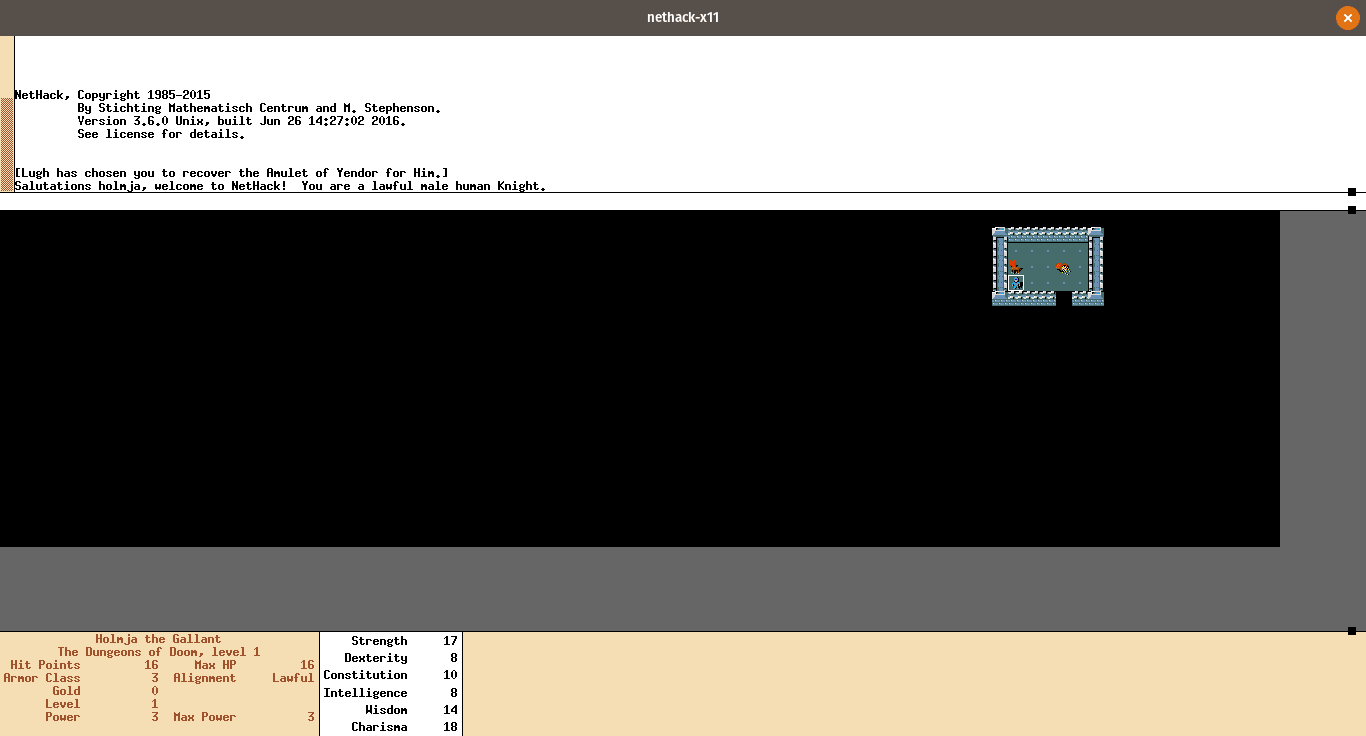 nethack-x11
NetHack, Copyright 1985-2015
By Stichting Mathematisch Centrum and M. Stephenson.
Version 3.6.0 Unix, built Jun 26 14:27:02 2016.
See license for details.
[Lugh has chosen you to recover the Amulet of Yendor for Him.]
Salutations holmja, welcome to NetHack!  You are a lawful male human Knight.
Holmja the Gallant
The Dungeons of Doom, level 1
Hit Points 16 Max HP 16
Armor Class 3 Alignment Lawful
Gold 0
Level 1
Power 3 Max Power 3
Strength 17
Dexterity 8
Constitution 10
Intelligence 8
Wisdom 14
Charisma 18